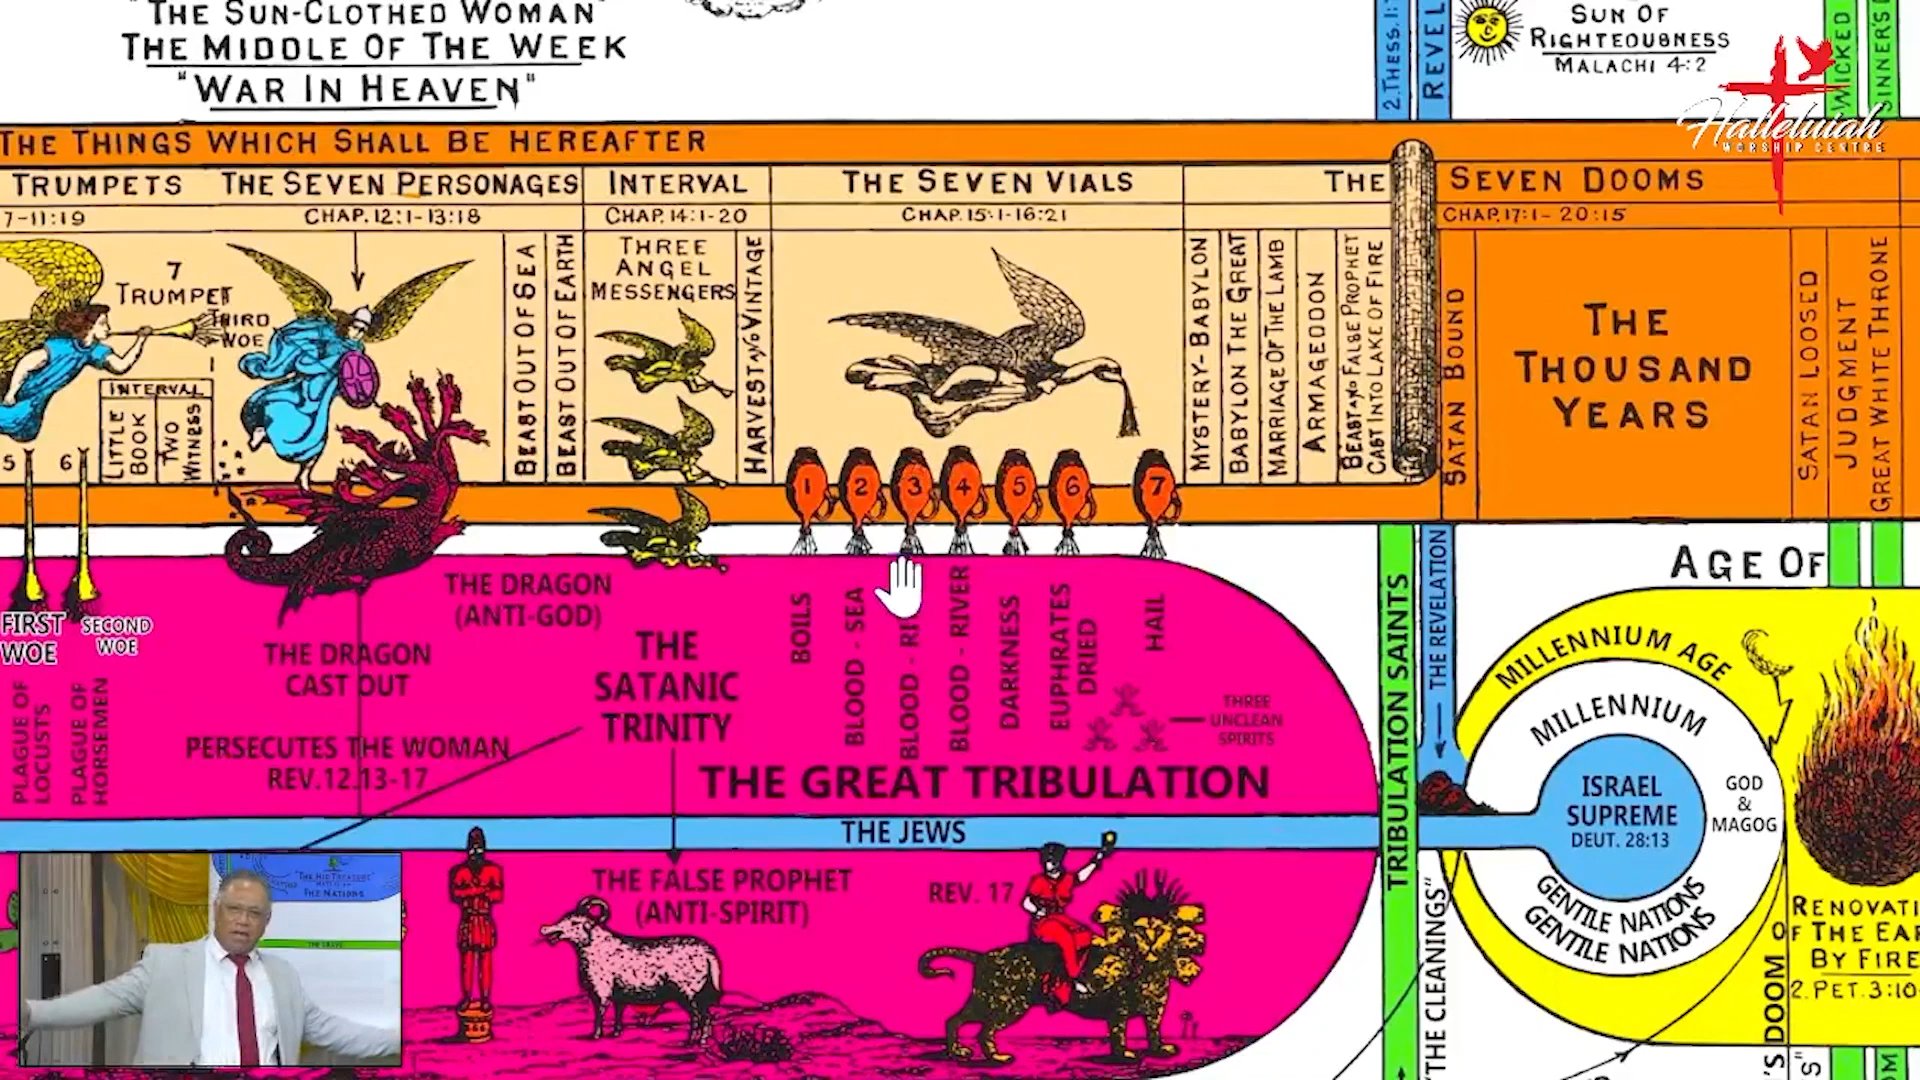 "THE SUN-CLOTHED WOMAN"
THE MIDDLE OF THE WEEK
"WAR IN HEAVEN"
2.THESS.1:
REVEL
SUN OF
RIGHTEOUSNESS
MALACHI 4:2
WICKED
SINNER'S
Halleluiah
WORSHIP CENTRE
THE THINGS WHICH SHALL BE HEREAFTER
TRUMPETS
7-11:19
THE SEVEN PERSONAGES
CHAP. 12:1-13:18
INTERVAL
CHAP. 14:1-20
THE SEVEN VIALS
CHAP. 15:1-16:21
THE SEVEN DOOMS
CHAP. 17:1- 20:15
7
TRUMPET
THIRD
WOE
INTERVAL
LITTLE
BOOK
TWO
WITNESS
BEAST OUT OF SEA
BEAST OUT OF EARTH
THREE
ANGEL
MESSENGERS
HARVEST AND VINTAGE
MYSTERY-BABYLON
BABYLON THE GREAT
MARRIAGE OF THE LAMB
ARMAGEDDON
BEAST AND FALSE PROPHET
CAST INTO LAKE OF FIRE
SATAN BOUND
THE
THOUSAND
YEARS
SATAN LOOSED
JUDGMENT
GREAT WHITE THRONE
5 6
1 2 3 4 5 6 7
FIRST
WOE
SECOND
WOE
PLAGUE OF
LOCUSTS
PLAGUE OF
HORSEMEN
THE DRAGON
(ANTI-GOD)
THE DRAGON
CAST OUT
PERSECUTES THE WOMAN
REV.12.13-17
THE
SATANIC
TRINITY
BOILS
BLOOD - SEA
BLOOD - RI
BLOOD - RIVER
DARKNESS
EUPHRATES
DRIED
HAIL
THREE
UNCLEAN
SPIRITS
THE GREAT TRIBULATION
THE JEWS
THE FALSE PROPHET
(ANTI-SPIRIT)
REV. 17
TRIBULATION SAINTS
THE REVELATION
"THE CLEANINGS"
AGE OF
MILLENNIUM AGE
MILLENNIUM
ISRAEL
SUPREME
DEUT. 28:13
GOD
&
MAGOG
GENTILE NATIONS
GENTILE NATIONS
RENOVATI
OF THE EAR
BY FIRE
2. PET. 3:10-
'S DOOM
"THE HID TREASURE"
THE NATIONS